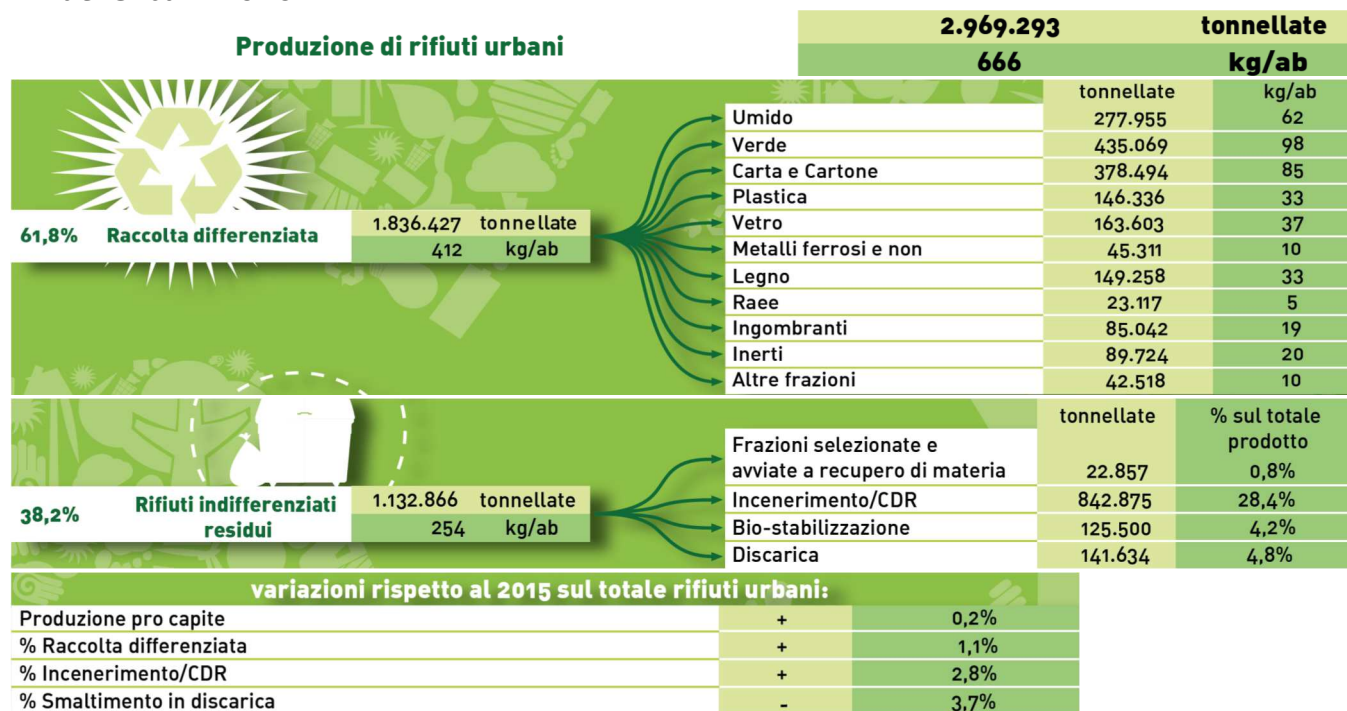 Produzione di rifiuti urbani
2.969.293 tonnellate
666 kg/ab
tonnellate kg/ab
Umido 277.955 62
Verde 435.069 98
Carta e Cartone 378.494 85
Plastica 146.336 33
Vetro 163.603 37
Metalli ferrosi e non 45.311 10
Legno 149.258 33
Raee 23.117 5
Ingombranti 85.042 19
Inerti 89.724 20
Altre frazioni 42.518 10
61,8% Raccolta differenziata
1.836.427 tonnellate
412 kg/ab
tonnellate % sul totale
prodotto
Frazioni selezionate e
avviate a recupero di materia 22.857 0,8%
Incenerimento/CDR 842.875 28,4%
Bio-stabilizzazione 125.500 4,2%
Discarica 141.634 4,8%
38,2% Rifiuti indifferenziati
residui
1.132.866 tonnellate
254 kg/ab
variazioni rispetto al 2015 sul totale rifiuti urbani:
Produzione pro capite + 0,2%
% Raccolta differenziata + 1,1%
% Incenerimento/CDR + 2,8%
% Smaltimento in discarica - 3,7%